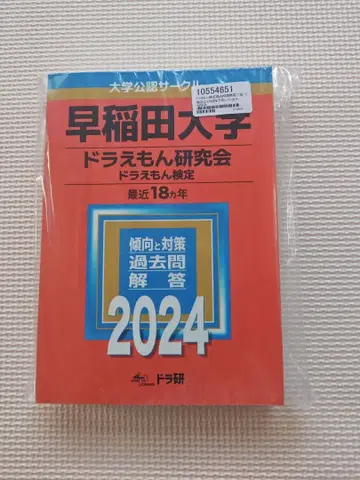 大学公認サークル
10554651
早稲田大学
ドラえもん研究会
ドラえもん検定
最近18ヵ年
傾向と対策
過去問
解答
2024
ドラ研